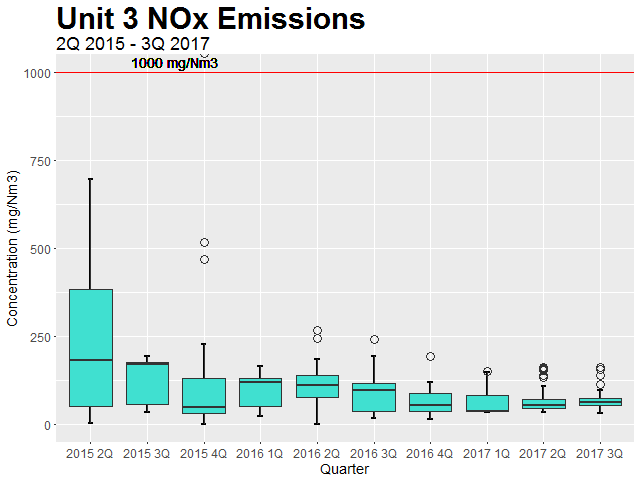 Unit 3 NOx Emissions
2Q 2015 - 3Q 2017
1000 mg/Nm3
1000
750
500
250
0
Concentration (mg/Nm3)
2015 2Q 2015 3Q 2015 4Q 2016 1Q 2016 2Q 2016 3Q 2016 4Q 2017 1Q 2017 2Q 2017 3Q
Quarter